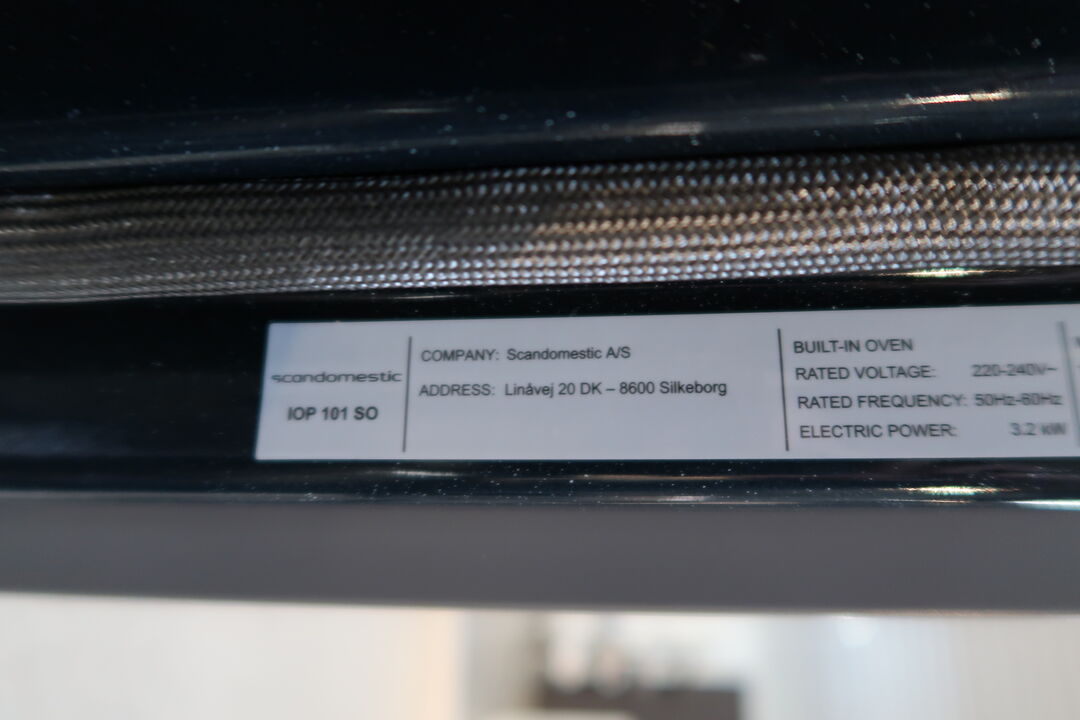 scandomestic
IOP 101 SO
COMPANY: Scandomestic A/S
ADDRESS: Linåvej 20 DK – 8600 Silkeborg
BUILT-IN OVEN
RATED VOLTAGE: 220-240V~
RATED FREQUENCY: 50Hz-60Hz
ELECTRIC POWER: 3.2 kW